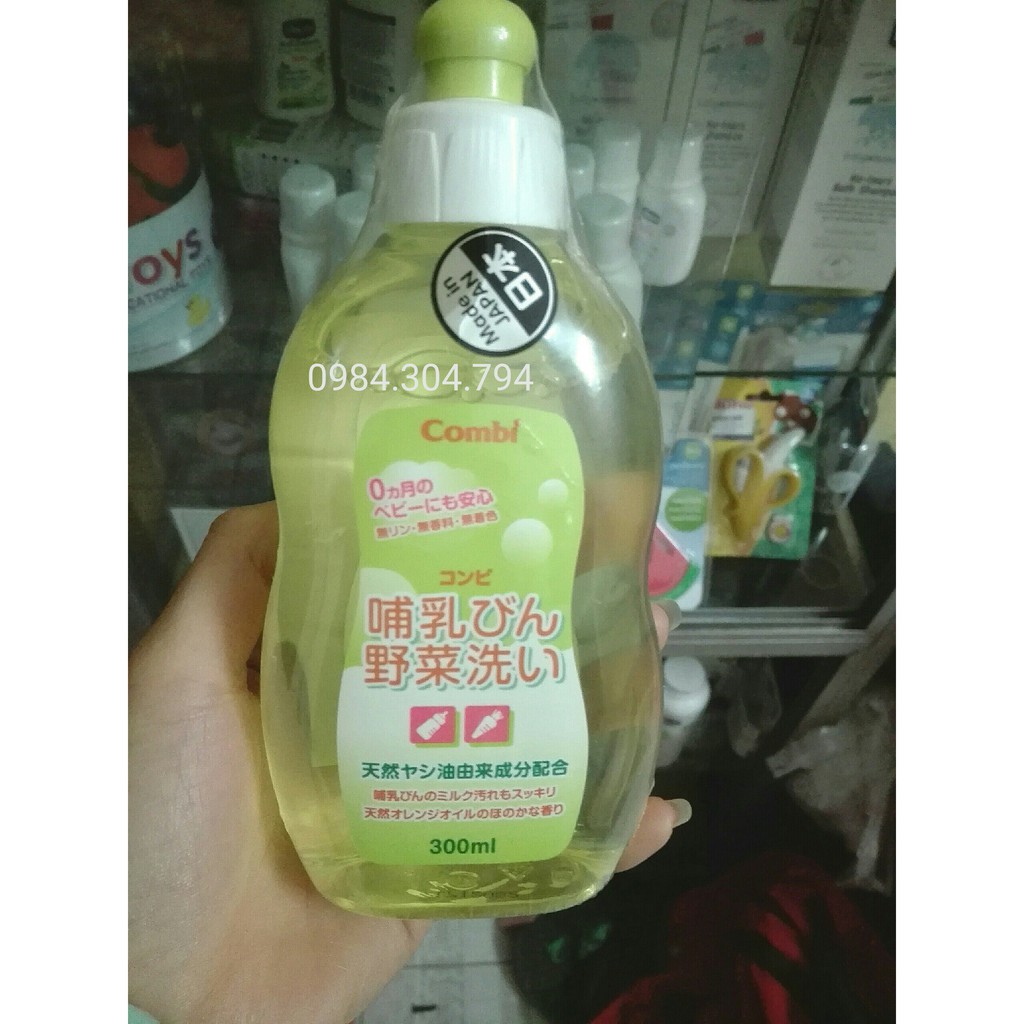 oys
CATIONAL
Made in
JAPAN
日本
0984.304.794
Combi
0ヵ月の
ベビーにも安心
無リン・無香料・無着色
コンビ
哺乳びん
野菜洗い
天然ヤシ油由来成分配合
哺乳びんのミルク汚れもスッキリ
天然オレンジオイルのほのかな香り
300ml